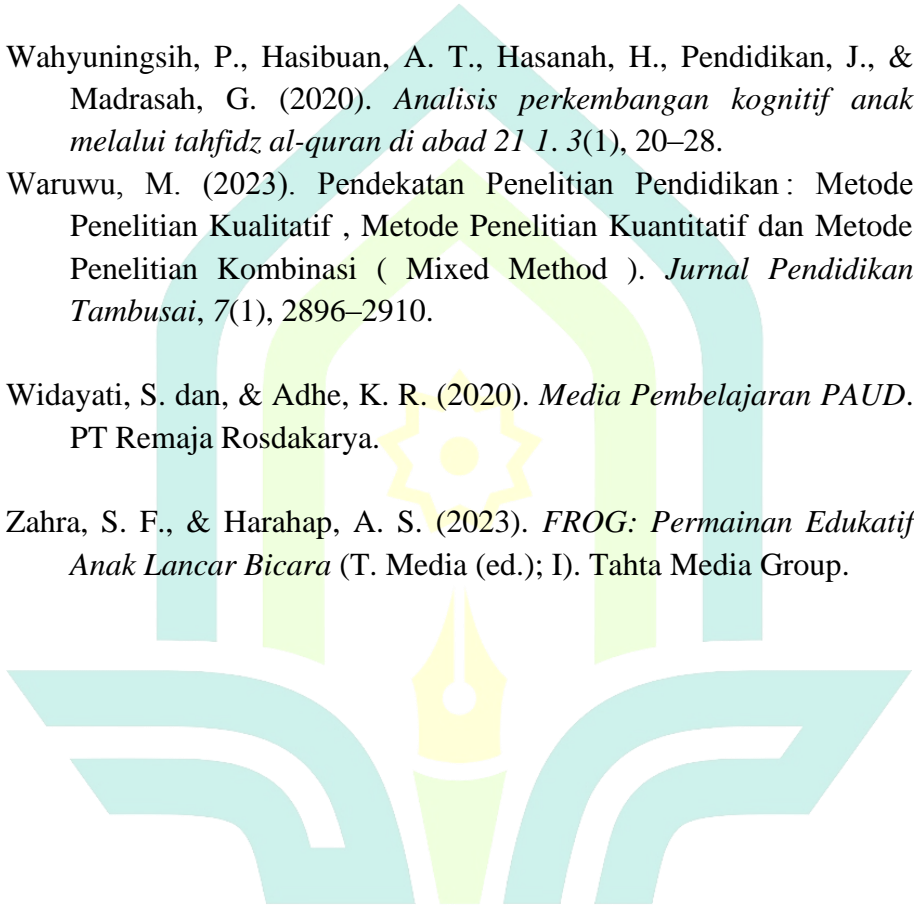 Wahyuningsih, P., Hasibuan, A. T., Hasanah, H., Pendidikan, J., &
Madrasah, G. (2020). Analisis perkembangan kognitif anak
melalui tahfidz al-quran di abad 21 1. 3(1), 20–28.
Waruwu, M. (2023). Pendekatan Penelitian Pendidikan : Metode
Penelitian Kualitatif , Metode Penelitian Kuantitatif dan Metode
Penelitian Kombinasi ( Mixed Method ). Jurnal Pendidikan
Tambusai, 7(1), 2896–2910.
Widayati, S. dan, & Adhe, K. R. (2020). Media Pembelajaran PAUD.
PT Remaja Rosdakarya.
Zahra, S. F., & Harahap, A. S. (2023). FROG: Permainan Edukatif
Anak Lancar Bicara (T. Media (ed.); I). Tahta Media Group.